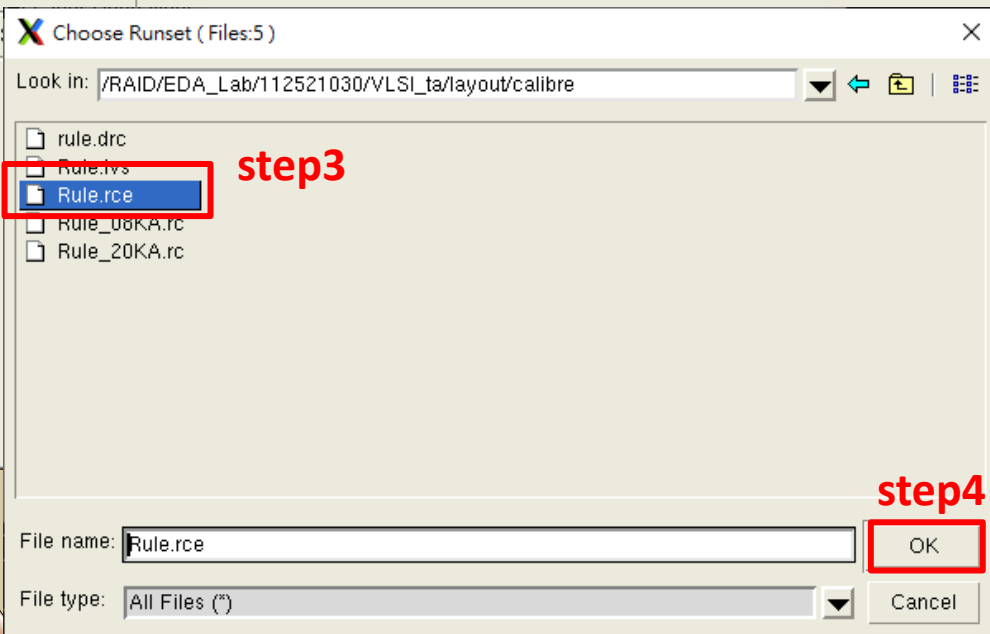 Choose Runset ( Files:5 )
Look in: /RAID/EDA_Lab/112521030/VLSI_ta/layout/calibre
rule.drc
Rule.lvs
step3
Rule.rce
Rule_08KA.rc
Rule_20KA.rc
step4
File name: Rule.rce
OK
File type: All Files (*)
Cancel